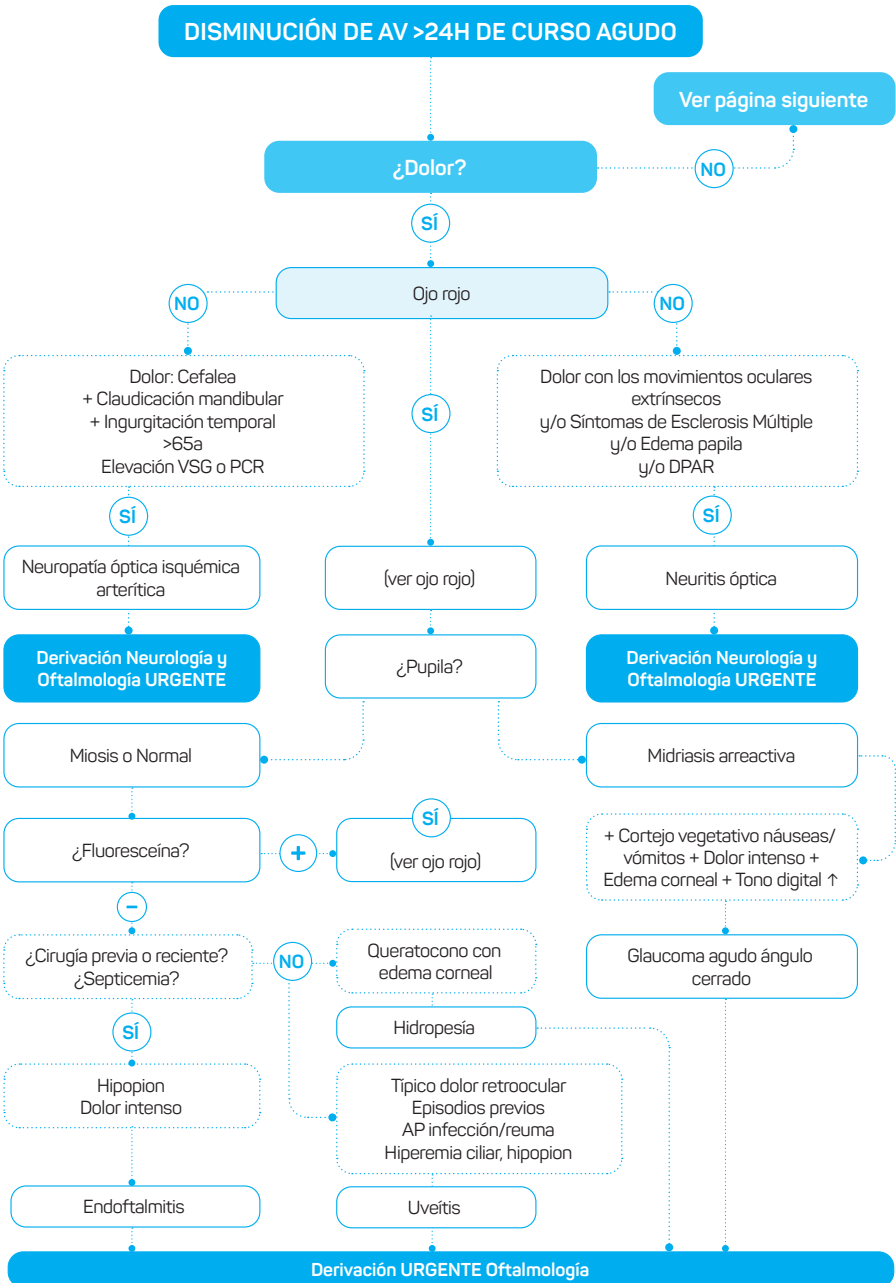 DISMINUCIÓN DE AV >24H DE CURSO AGUDO
Ver página siguiente
¿Dolor?
NO
SÍ
Ojo rojo
NO
NO
Dolor: Cefalea
+ Claudicación mandibular
+ Ingurgitación temporal
>65a
Elevación VSG o PCR
SÍ
Dolor con los movimientos oculares
extrínsecos
y/o Síntomas de Esclerosis Múltiple
y/o Edema papila
y/o DPAR
SÍ
SÍ
Neuropatía óptica isquémica
arterítica
(ver ojo rojo)
Neuritis óptica
Derivación Neurología y
Oftalmología URGENTE
¿Pupila?
Derivación Neurología y
Oftalmología URGENTE
Miosis o Normal
Midriasis arreactiva
¿Fluoresceína?
+
SÍ
(ver ojo rojo)
+ Cortejo vegetativo náuseas/
vómitos + Dolor intenso +
Edema corneal + Tono digital ↑
–
¿Cirugía previa o reciente?
¿Septicemia?
NO
Queratocono con
edema corneal
Glaucoma agudo ángulo
cerrado
Hidropesía
SÍ
Hipopion
Dolor intenso
Típico dolor retroocular
Episodios previos
AP infección/reuma
Hiperemia ciliar, hipopion
Endoftalmitis
Uveítis
Derivación URGENTE Oftalmología